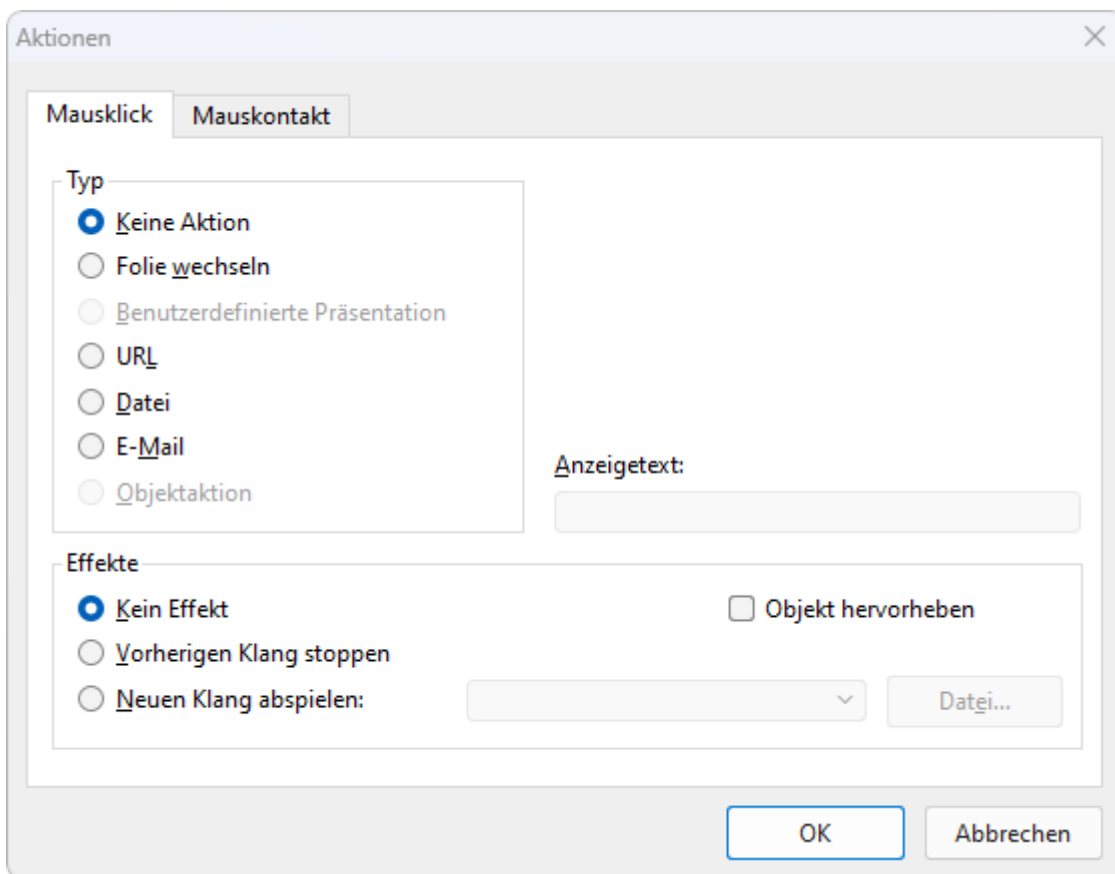 Aktionen
Mausklick
Mauskontakt
Typ
Keine Aktion
Folie wechseln
Benutzerdefinierte Präsentation
URL
Datei
E-Mail
Objektaktion
Anzeigetext:
Effekte
Kein Effekt
Objekt hervorheben
Vorherigen Klang stoppen
Neuen Klang abspielen:
Datei...
OK
Abbrechen